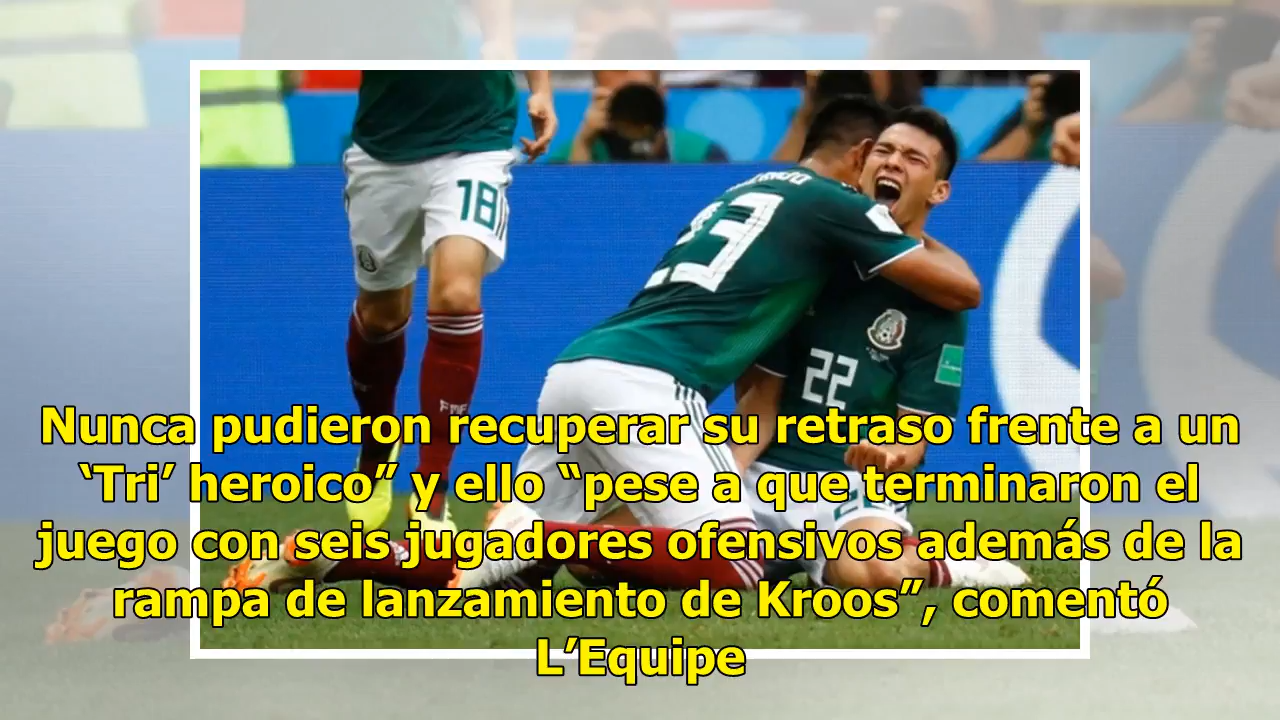 18
23
22
Nunca pudieron recuperar su retraso frente a un
‘Tri’ heroico” y ello “pese a que terminaron el
juego con seis jugadores ofensivos además de la
rampa de lanzamiento de Kroos”, comentó
L’Equipe